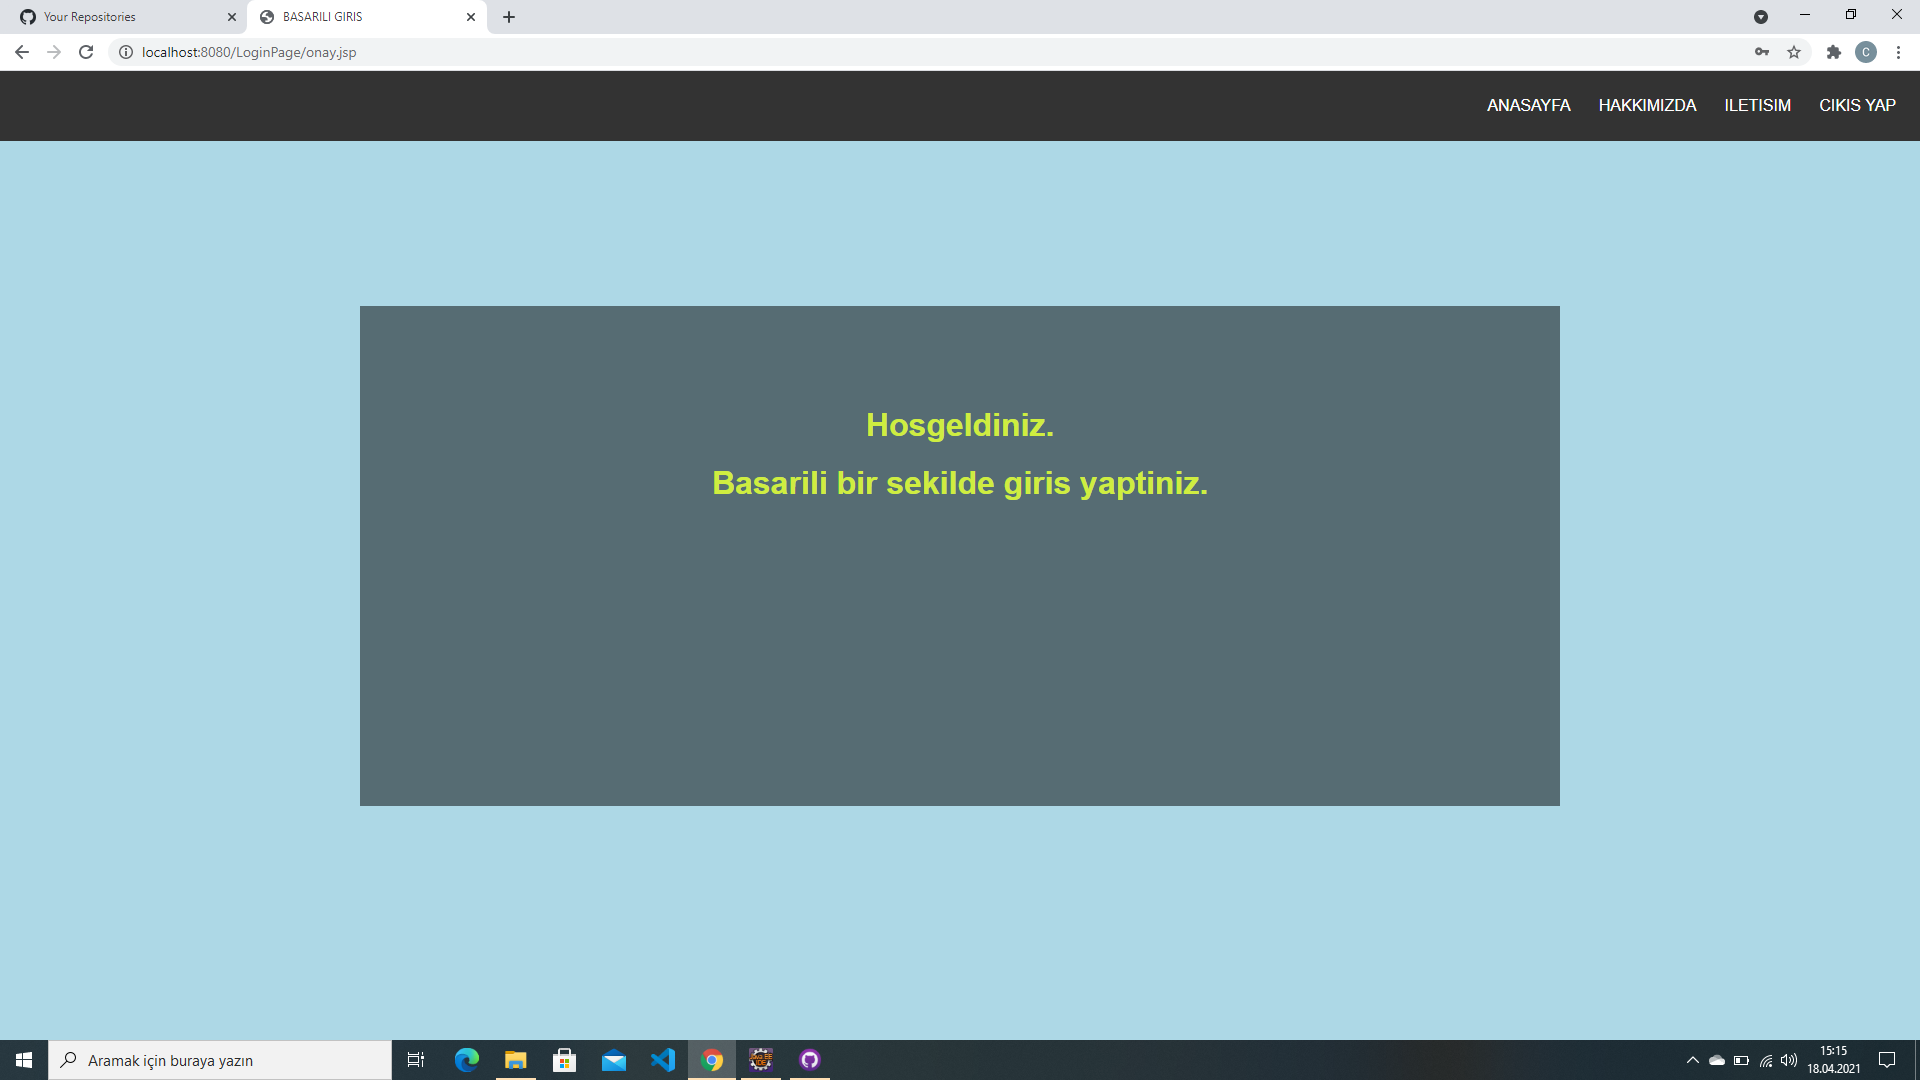 Your Repositories
BASARILI GIRIS
localhost:8080/LoginPage/onay.jsp
C
ANASAYFA HAKKIMIZDA ILETISIM CIKIS YAP
Hosgeldiniz.
Basarili bir sekilde giris yaptiniz.
Aramak için buraya yazın
15:15
18.04.2021